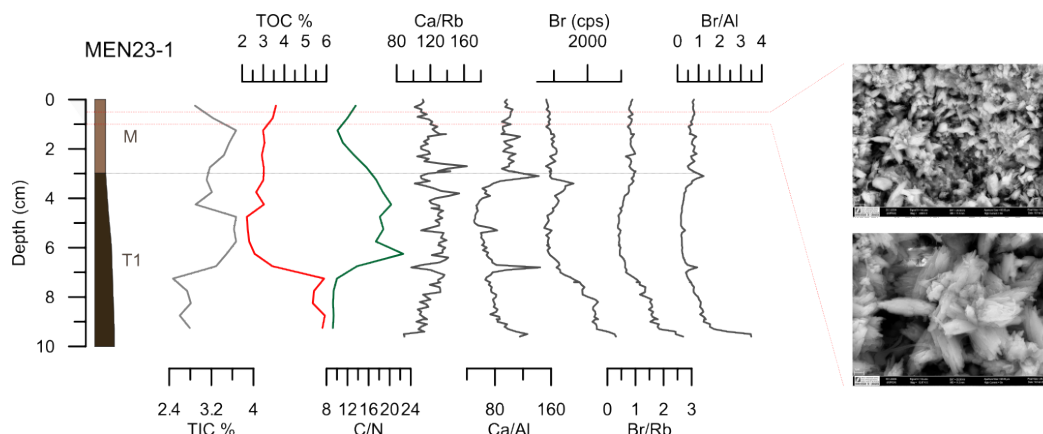 TOC %
Ca/Rb
Br (cps)
Br/Al
MEN23-1
2 3 4 5 6
80 120 160
2000
0 1 2 3 4
0
2
4
6
8
10
Depth (cm)
M
T1
2.4 3.2 4
TIC %
8 12 16 20 24
C/N
80 160
Ca/Al
0 1 2 3
Br/Rb